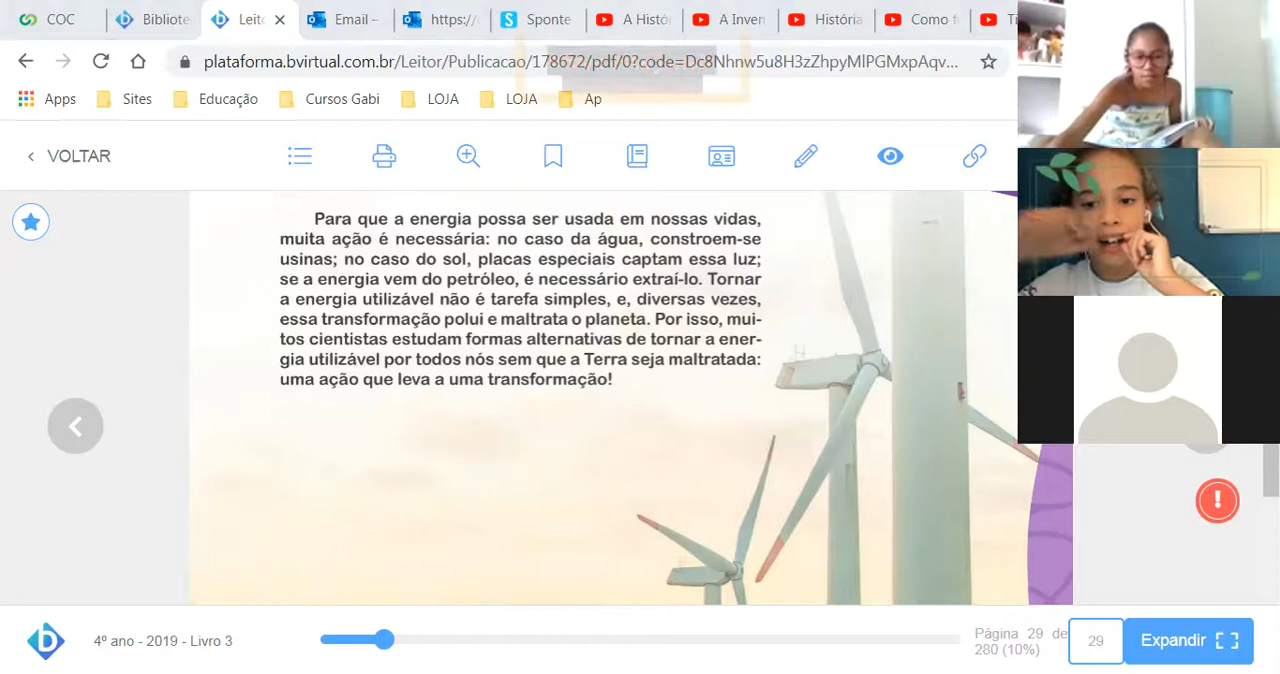 COC
Bibliote
Leito
Email –
https://
Sponte
A Histó
A Inven
História
Como f
plataforma.bvirtual.com.br/Leitor/Publicacao/178672/pdf/0?code=Dc8Nhnw5u8H3zZhpyMlPGMxpAqv...
Apps
Sites
Educação
Cursos Gabi
LOJA
LOJA
Ap
VOLTAR
Para que a energia possa ser usada em nossas vidas,
muita ação é necessária: no caso da água, constroem-se
usinas; no caso do sol, placas especiais captam essa luz;
se a energia vem do petróleo, é necessário extraí-lo. Tornar
a energia utilizável não é tarefa simples, e, diversas vezes,
essa transformação polui e maltrata o planeta. Por isso, mui-
tos cientistas estudam formas alternativas de tornar a ener-
gia utilizável por todos nós sem que a Terra seja maltratada:
uma ação que leva a uma transformação!
4º ano - 2019 - Livro 3
Página 29 de
280 (10%)
29
Expandir